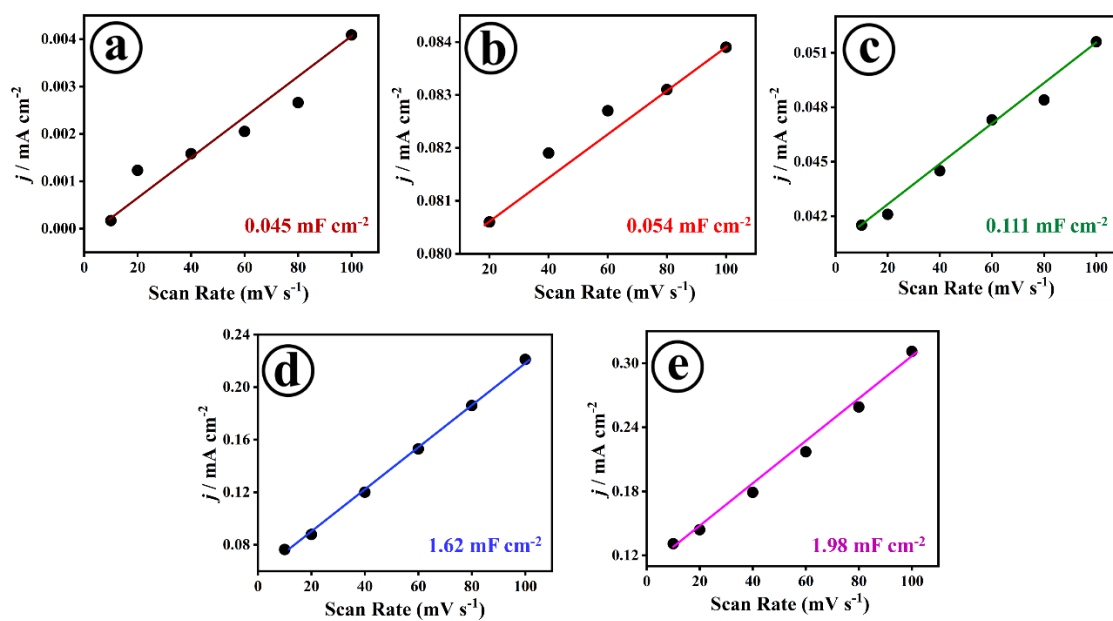 a
0.004
0.003
0.002
0.001
0.000
j / mA cm⁻²
0 20 40 60 80 100
Scan Rate (mV s⁻¹)
0.045 mF cm⁻²
b
0.084
0.083
0.082
0.081
0.080
j / mA cm⁻²
20 40 60 80 100
Scan Rate (mV s⁻¹)
0.054 mF cm⁻²
c
0.051
0.048
0.045
0.042
j / mA cm⁻²
0 20 40 60 80 100
Scan Rate (mV s⁻¹)
0.111 mF cm⁻²
d
0.24
0.20
0.16
0.12
0.08
j / mA cm⁻²
0 20 40 60 80 100
Scan Rate (mV s⁻¹)
1.62 mF cm⁻²
e
0.30
0.24
0.18
0.12
j / mA cm⁻²
0 20 40 60 80 100
Scan Rate (mV s⁻¹)
1.98 mF cm⁻²